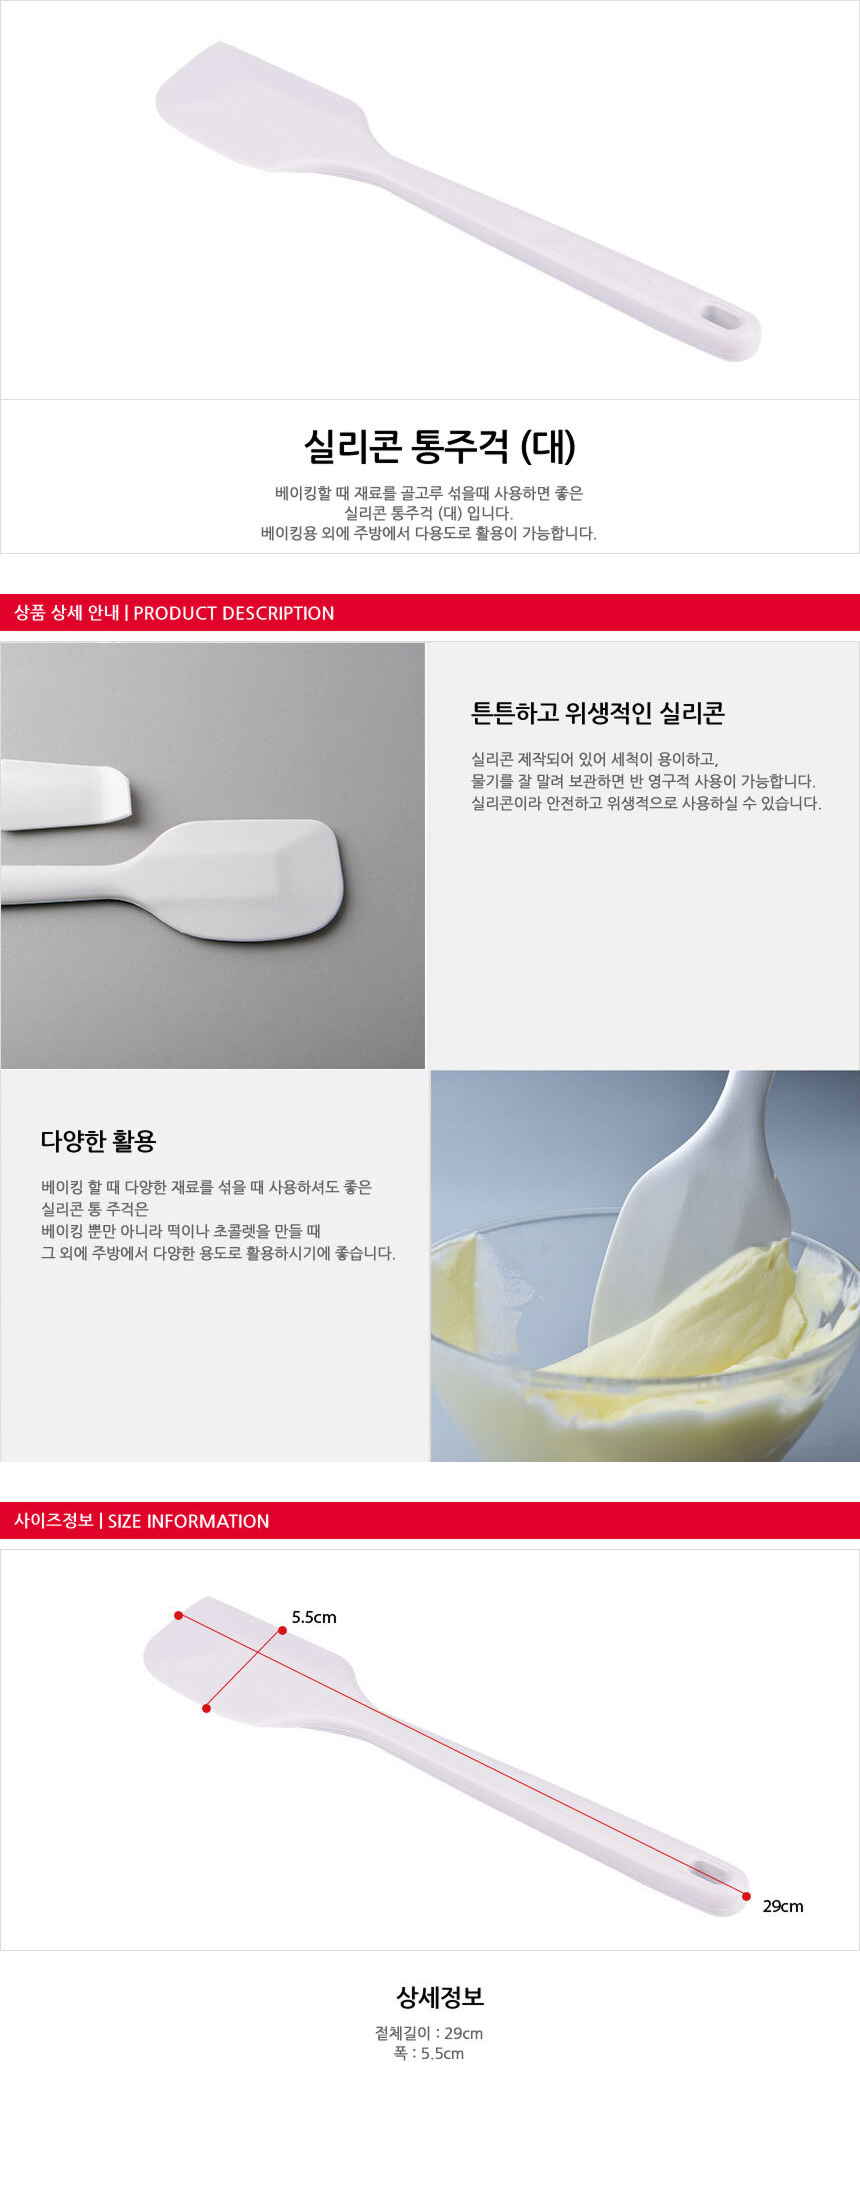 실리콘 통주걱 (대)
베이킹할 때 재료를 골고루 섞을때 사용하면 좋은
실리콘 통주걱 (대) 입니다.
베이킹용 외에 주방에서 다용도로 활용이 가능합니다.
상품 상세 안내 | PRODUCT DESCRIPTION
튼튼하고 위생적인 실리콘
실리콘 제작되어 있어 세척이 용이하고,
물기를 잘 말려 보관하면 반 영구적 사용이 가능합니다.
실리콘이라 안전하고 위생적으로 사용하실 수 있습니다.
다양한 활용
베이킹 할 때 다양한 재료를 섞을 때 사용하셔도 좋은
실리콘 통 주걱은
베이킹 뿐만 아니라 떡이나 초콜렛을 만들 때
그 외에 주방에서 다양한 용도로 활용하시기에 좋습니다.
사이즈정보 | SIZE INFORMATION
5.5cm
29cm
상세정보
젙체길이 : 29cm
폭 : 5.5cm